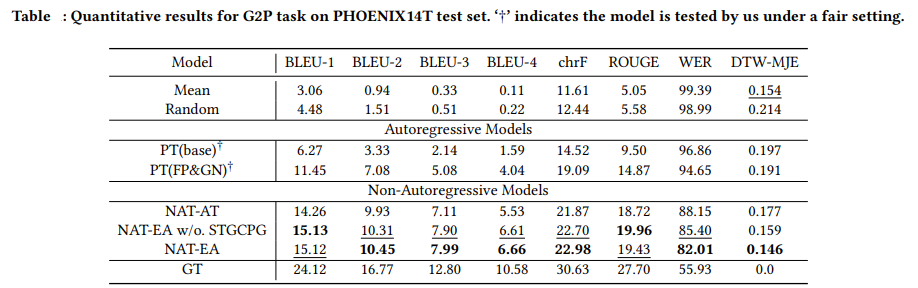 Table : Quantitative results for G2P task on PHOENIX14T test set. ‘†’ indicates the model is tested by us under a fair setting.
Model BLEU-1 BLEU-2 BLEU-3 BLEU-4 chrF ROUGE WER DTW-MJE
Mean 3.06 0.94 0.33 0.11 11.61 5.05 99.39 0.154
Random 4.48 1.51 0.51 0.22 12.44 5.58 98.99 0.214
Autoregressive Models
PT(base)† 6.27 3.33 2.14 1.59 14.52 9.50 96.86 0.197
PT(FP&GN)† 11.45 7.08 5.08 4.04 19.09 14.87 94.65 0.191
Non-Autoregressive Models
NAT-AT 14.26 9.93 7.11 5.53 21.87 18.72 88.15 0.177
NAT-EA w/o. STGCPG 15.13 10.31 7.90 6.61 22.70 19.96 85.40 0.159
NAT-EA 15.12 10.45 7.99 6.66 22.98 19.43 82.01 0.146
GT 24.12 16.77 12.80 10.58 30.63 27.70 55.93 0.0